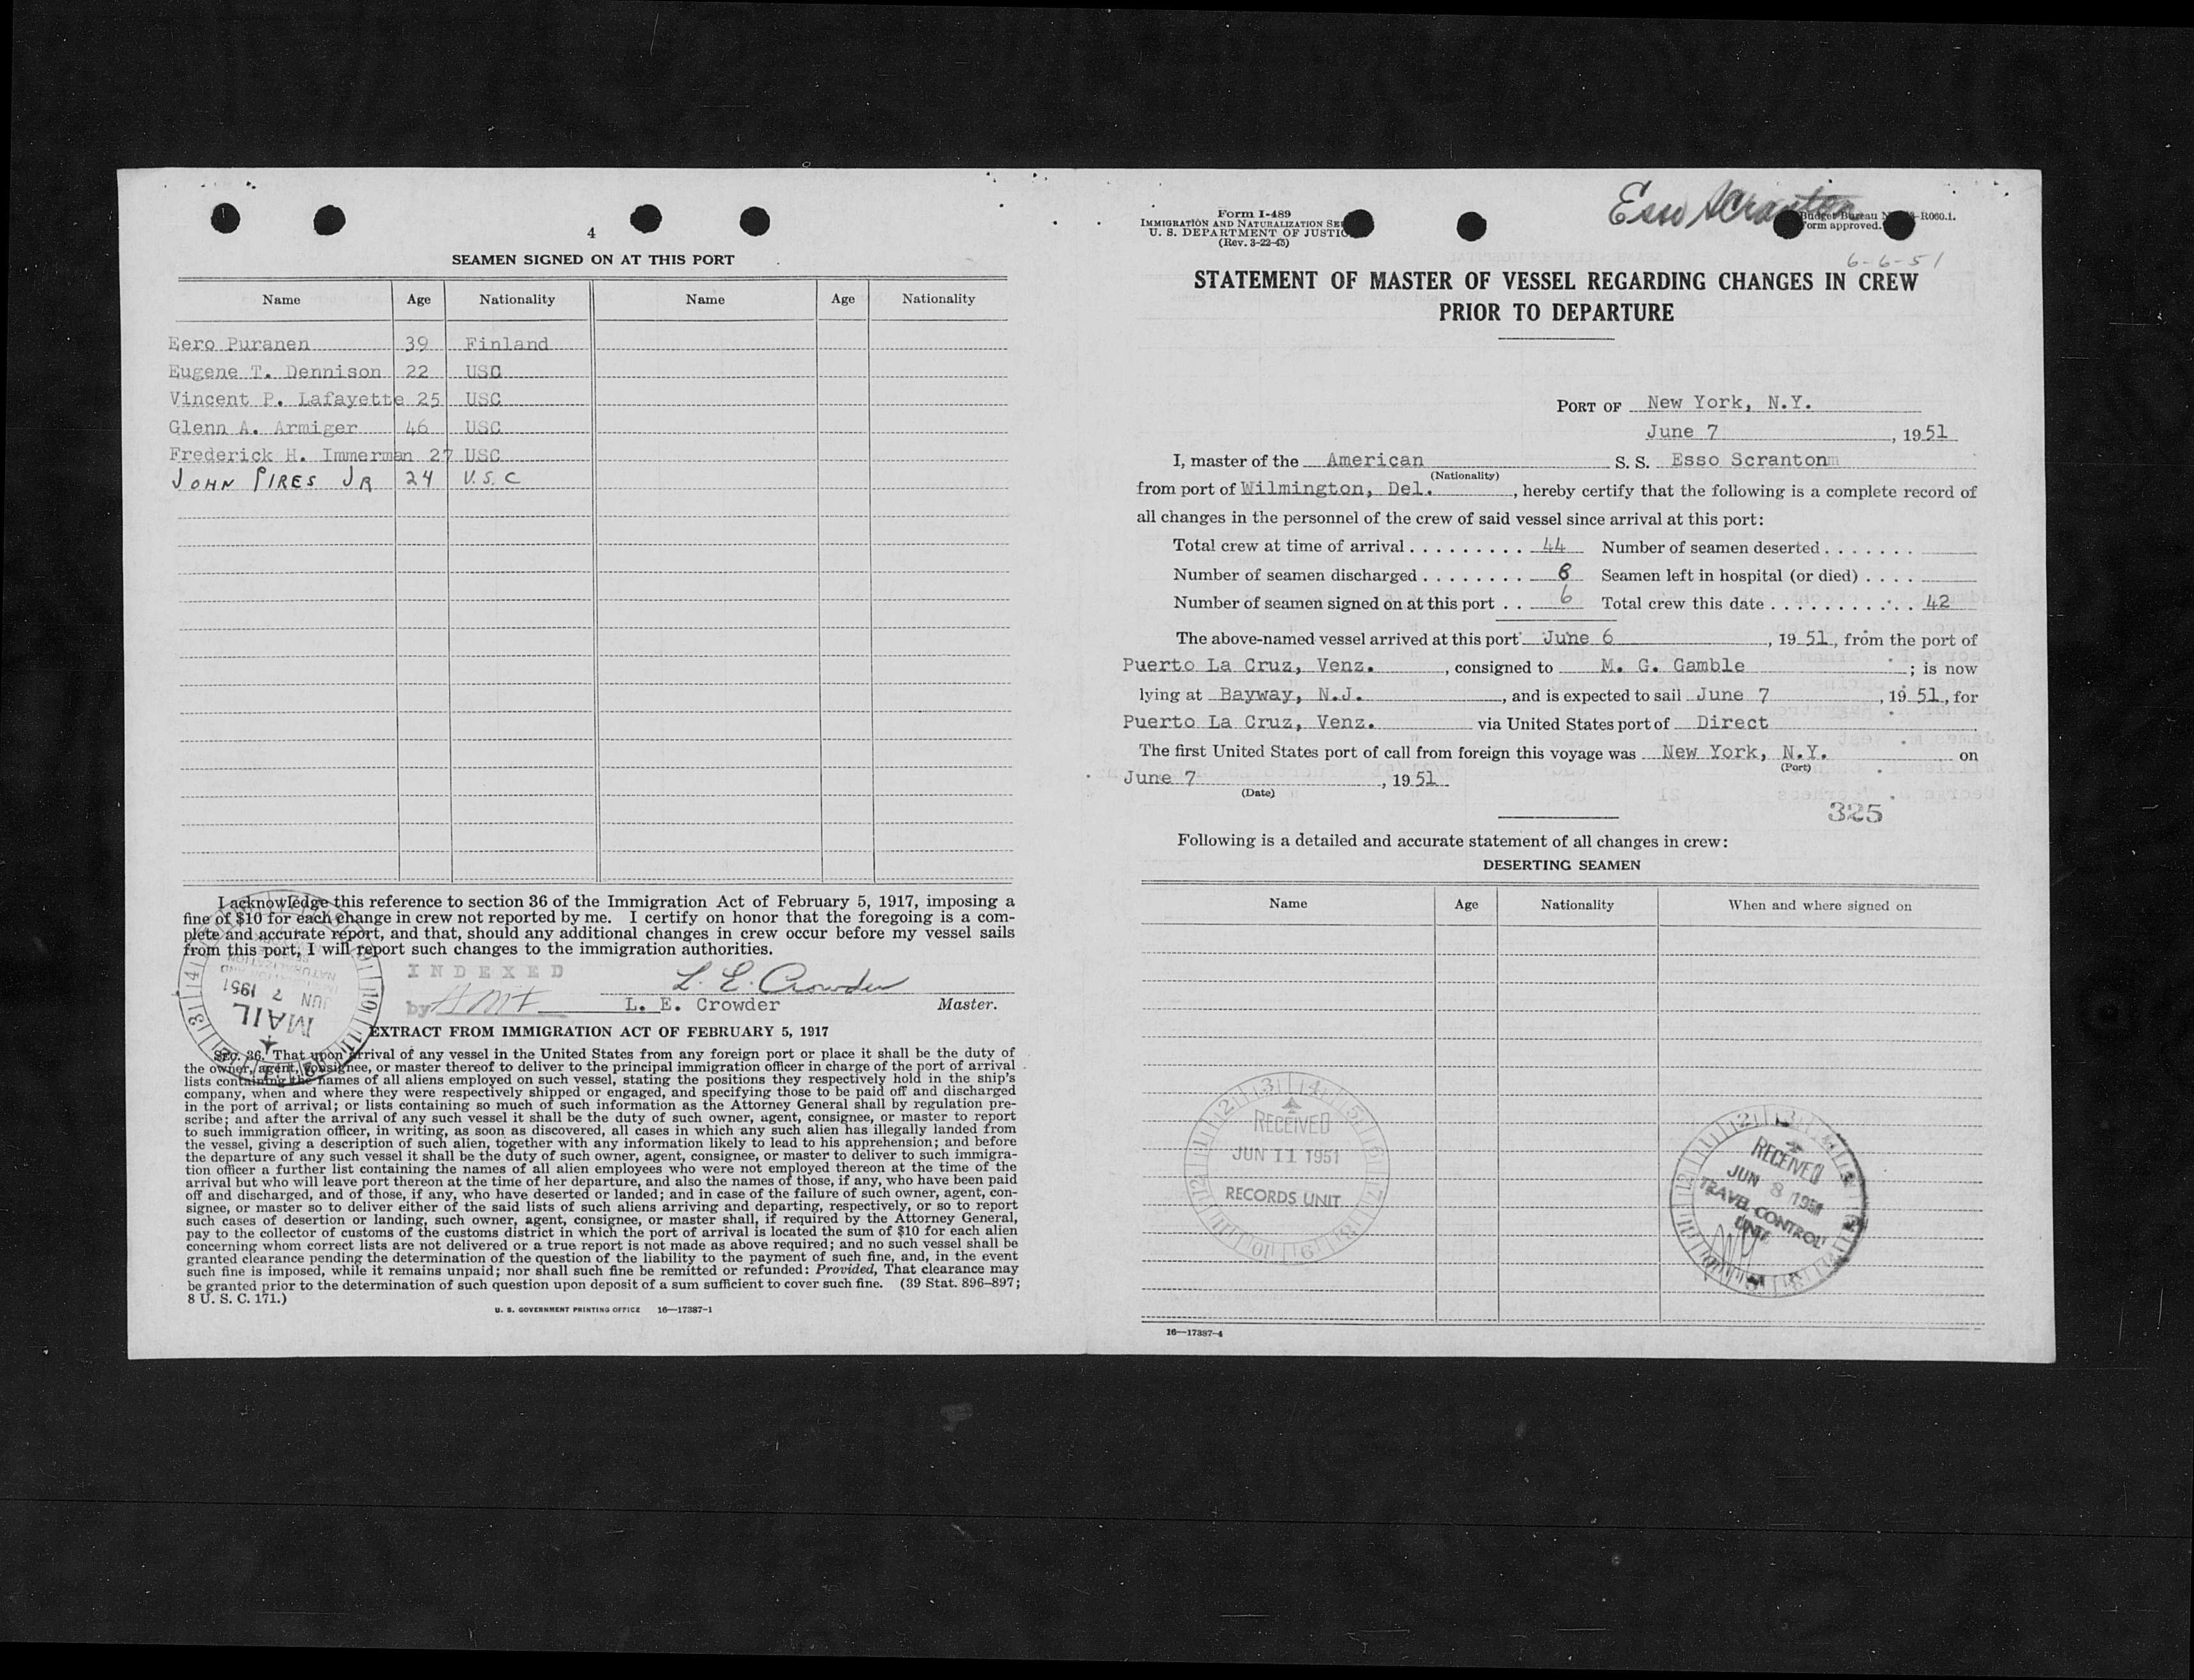 4
SEAMEN SIGNED ON AT THIS PORT
Name Age Nationality Name Age Nationality
Eero Puranen 39 Finland
Eugene T. Dennison 22 USC
Vincent P. Lafayette 25 USC
Glenn A. Armiger 46 USC
Frederick H. Immerman 27 USC
JOHN PIRES JR 24 U.S.C
I acknowledge this reference to section 36 of the Immigration Act of February 5, 1917, imposing a
fine of $10 for each change in crew not reported by me. I certify on honor that the foregoing is a com-
plete and accurate report, and that, should any additional changes in crew occur before my vessel sails
from this port, I will report such changes to the immigration authorities.
INDEXED
by
L. E. Crowder
L. E. Crowder Master.
MAIL
JUN 7 1951
EXTRACT FROM IMMIGRATION ACT OF FEBRUARY 5, 1917
SEC. 36. That upon arrival of any vessel in the United States from any foreign port or place it shall be the duty of
the owner, agent, consignee, or master thereof to deliver to the principal immigration officer in charge of the port of arrival
lists containing the names of all aliens employed on such vessel, stating the positions they respectively hold in the ship's
company, when and where they were respectively shipped or engaged, and specifying those to be paid off and discharged
in the port of arrival; or lists containing so much of such information as the Attorney General shall by regulation pre-
scribe; and after the arrival of any such vessel it shall be the duty of such owner, agent, consignee, or master to report
to such immigration officer, in writing, as soon as discovered, all cases in which any such alien has illegally landed from
the vessel, giving a description of such alien, together with any information likely to lead to his apprehension; and before
the departure of any such vessel it shall be the duty of such owner, agent, consignee, or master to deliver to such immigra-
tion officer a further list containing the names of all alien employees who were not employed thereon at the time of the
arrival but who will leave port thereon at the time of her departure, and also the names of those, if any, who have been paid
off and discharged, and of those, if any, who have deserted or landed; and in case of the failure of such owner, agent, con-
signee, or master so to deliver either of the said lists of such aliens arriving and departing, respectively, or so to report
such cases of desertion or landing, such owner, agent, consignee, or master shall, if required by the Attorney General,
pay to the collector of customs of the customs district in which the port of arrival is located the sum of $10 for each alien
concerning whom correct lists are not delivered or a true report is not made as above required; and no such vessel shall be
granted clearance pending the determination of the question of the liability to the payment of such fine, and, in the event
such fine is imposed, while it remains unpaid; nor shall such fine be remitted or refunded: Provided, That clearance may
be granted prior to the determination of such question upon deposit of a sum sufficient to cover such fine. (39 Stat. 896–897;
8 U. S. C. 171.)
U. S. GOVERNMENT PRINTING OFFICE 16—17387-1
Esso Scranton
Form I-489
IMMIGRATION AND NATURALIZATION SE
U. S. DEPARTMENT OF JUSTIC
(Rev. 3-22-45)
Budget Bureau N -R060.1.
Form approved.
6-6-51
STATEMENT OF MASTER OF VESSEL REGARDING CHANGES IN CREW
PRIOR TO DEPARTURE
PORT OF New York, N.Y.
June 7, 1951
I, master of the American S. S. Esso Scranton
(Nationality)
from port of Wilmington, Del., hereby certify that the following is a complete record of
all changes in the personnel of the crew of said vessel since arrival at this port:
Total crew at time of arrival . . . . . . . . . 44 Number of seamen deserted . . . . . . .
Number of seamen discharged . . . . . . . . 8 Seamen left in hospital (or died) . . . .
Number of seamen signed on at this port . . 6 Total crew this date . . . . . . . . . . . 42
The above-named vessel arrived at this port June 6, 1951, from the port of
Puerto La Cruz, Venz., consigned to M. G. Gamble; is now
lying at Bayway, N.J., and is expected to sail June 7, 1951, for
Puerto La Cruz, Venz. via United States port of Direct
The first United States port of call from foreign this voyage was New York, N.Y. on
(Port)
June 7, 1951
(Date)
325
Following is a detailed and accurate statement of all changes in crew:
DESERTING SEAMEN
Name Age Nationality When and where signed on
RECEIVED
JUN 11 1951
RECORDS UNIT
RECEIVED
JUN 8 1951
TRAVEL CONTROL
UNIT
16—17387-4